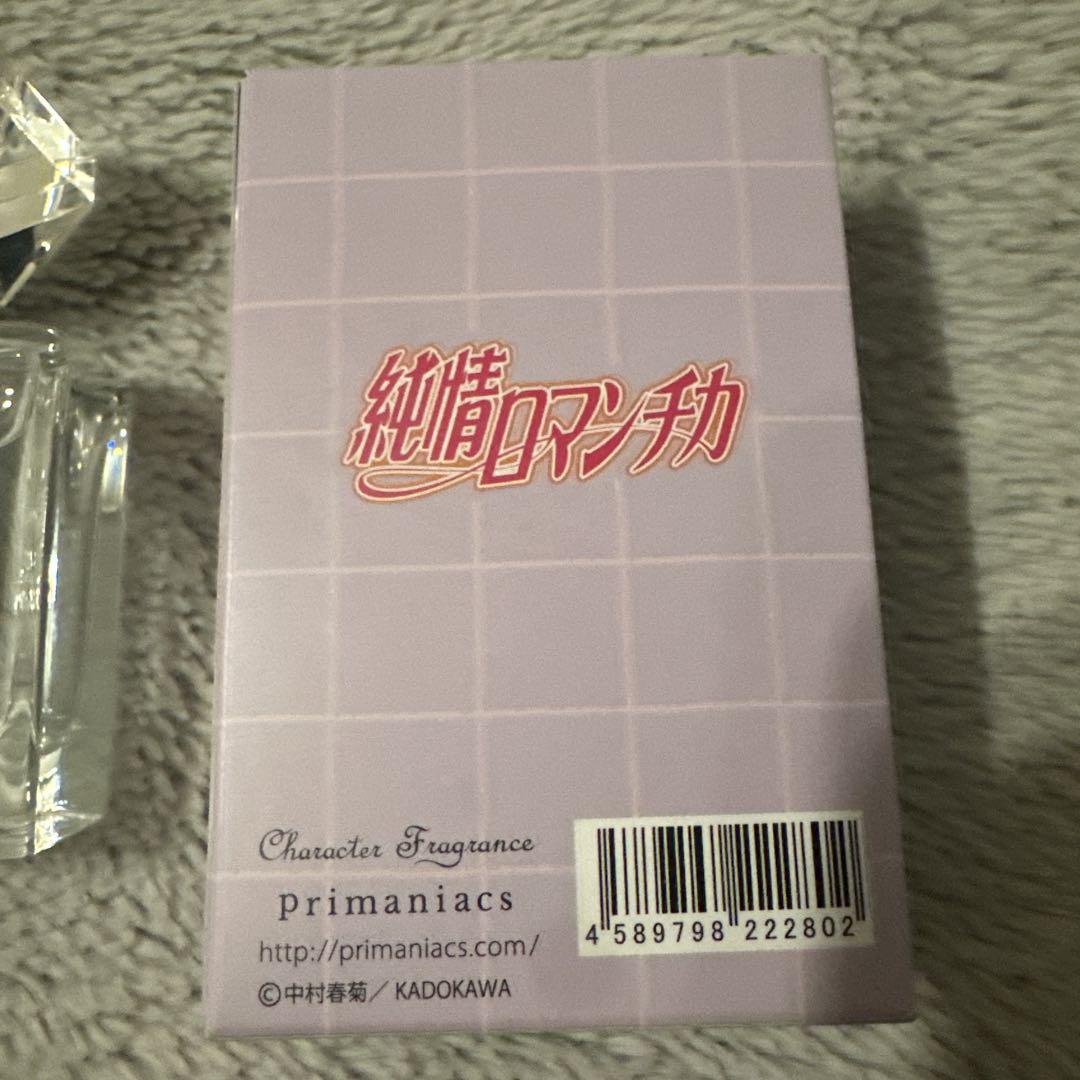 純情ロマンチカ
Character Fragrance
primaniacs
http://primaniacs.com/
©中村春菊／KADOKAWA
4 589798 222802